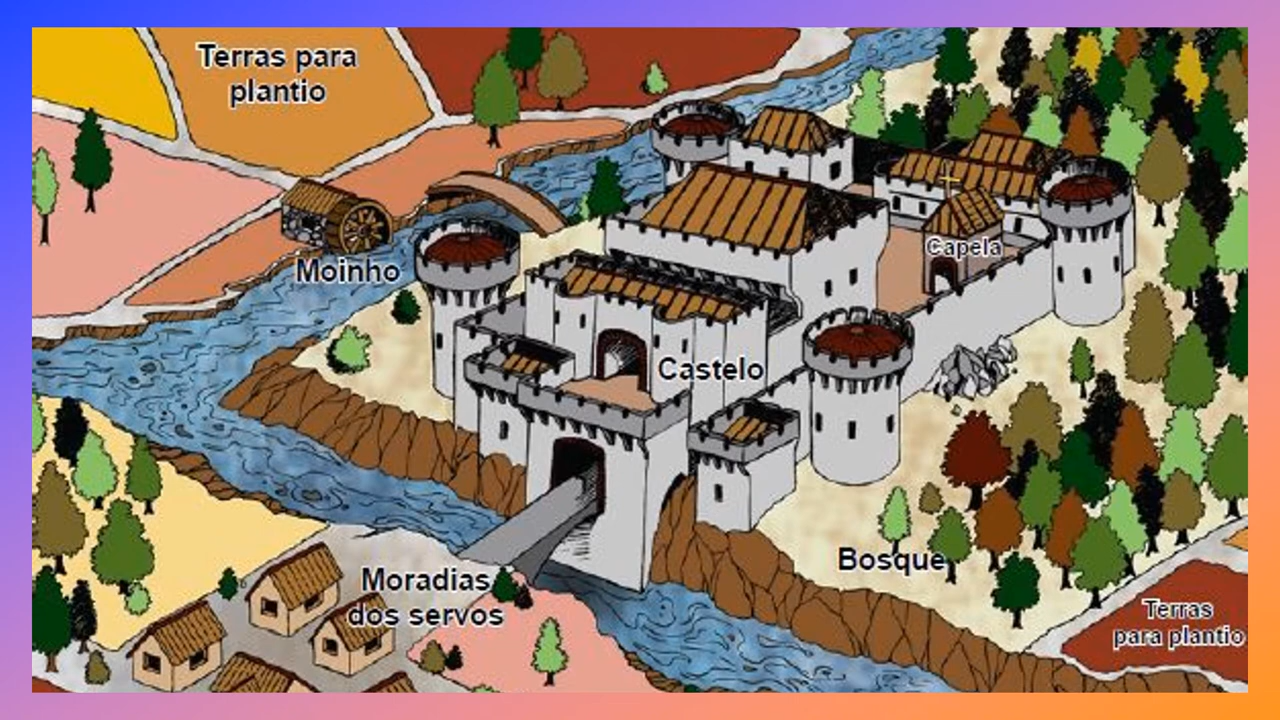 Terras para
plantio
Capela
Moinho
Castelo
Bosque
Moradias
dos servos
Terras
para plantio